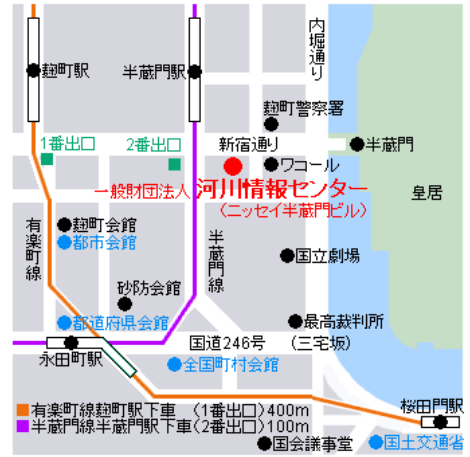 内堀通り
麹町駅
半蔵門駅
麹町警察署
1番出口
2番出口
新宿通り
半蔵門
ワコール
一般財団法人 河川情報センター
(ニッセイ半蔵門ビル)
皇居
有楽町線
麹町会館
都市会館
半蔵門線
国立劇場
砂防会館
都道府県会館
最高裁判所
国道246号
(三宅坂)
永田町駅
全国町村会館
有楽町線麹町駅下車 (1番出口)400m
半蔵門線半蔵門駅下車(2番出口)100m
桜田門駅
国会議事堂
国土交通省